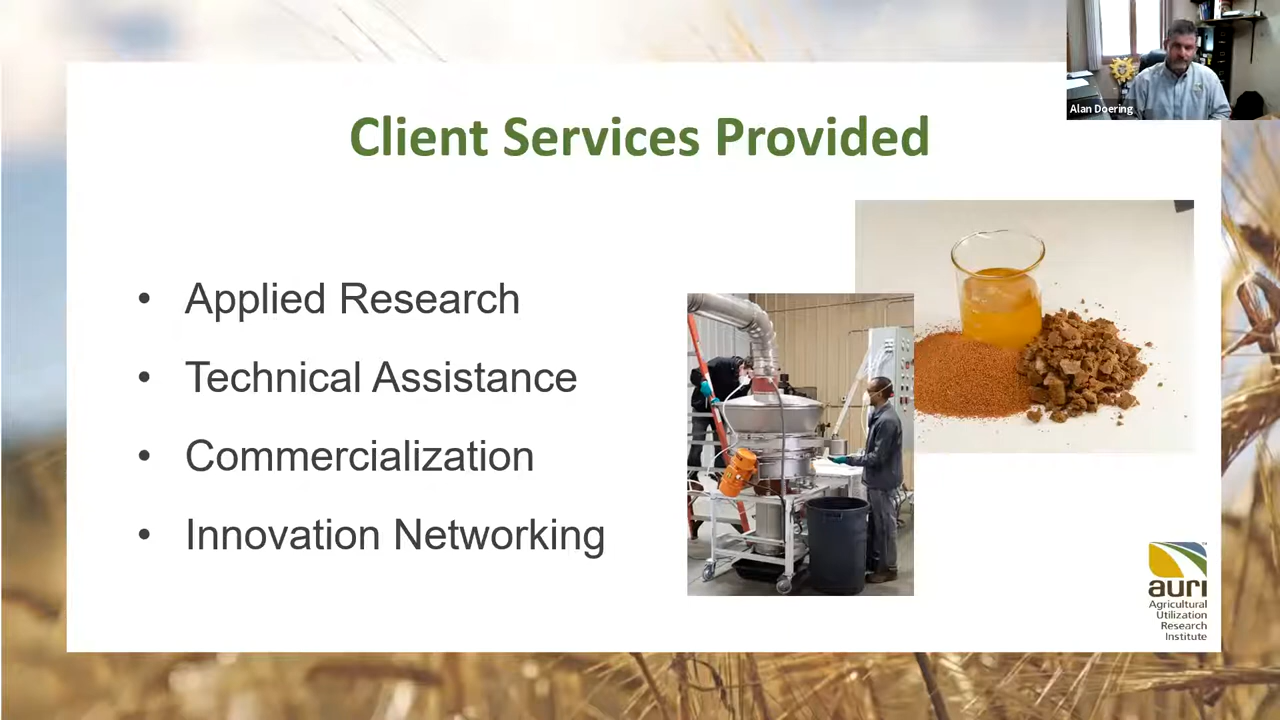 Alan Doering
Client Services Provided
• Applied Research
• Technical Assistance
• Commercialization
• Innovation Networking
auri
Agricultural
Utilization
Research
Institute